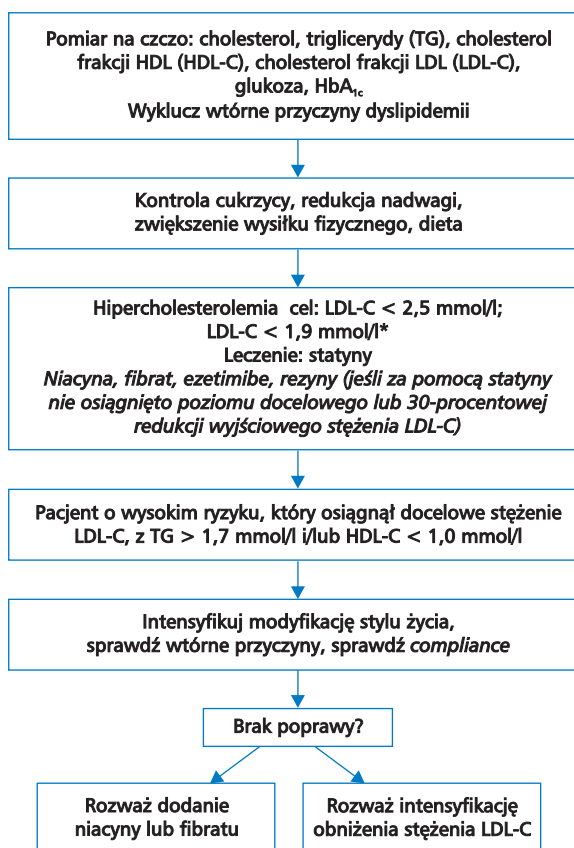 Pomiar na czczo: cholesterol, triglicerydy (TG), cholesterol
frakcji HDL (HDL-C), cholesterol frakcji LDL (LDL-C),
glukoza, HbA1c
Wyklucz wtórne przyczyny dyslipidemii
Kontrola cukrzycy, redukcja nadwagi,
zwiększenie wysiłku fizycznego, dieta
Hipercholesterolemia cel: LDL-C < 2,5 mmol/l;
LDL-C < 1,9 mmol/l*
Leczenie: statyny
Niacyna, fibrat, ezetimibe, rezyny (jeśli za pomocą statyny
nie osiągnięto poziomu docelowego lub 30-procentowej
redukcji wyjściowego stężenia LDL-C)
Pacjent o wysokim ryzyku, który osiągnął docelowe stężenie
LDL-C, z TG > 1,7 mmol/l i/lub HDL-C < 1,0 mmol/l
Intensyfikuj modyfikację stylu życia,
sprawdź wtórne przyczyny, sprawdź compliance
Brak poprawy?
Rozważ dodanie
niacyny lub fibratu
Rozważ intensyfikację
obniżenia stężenia LDL-C